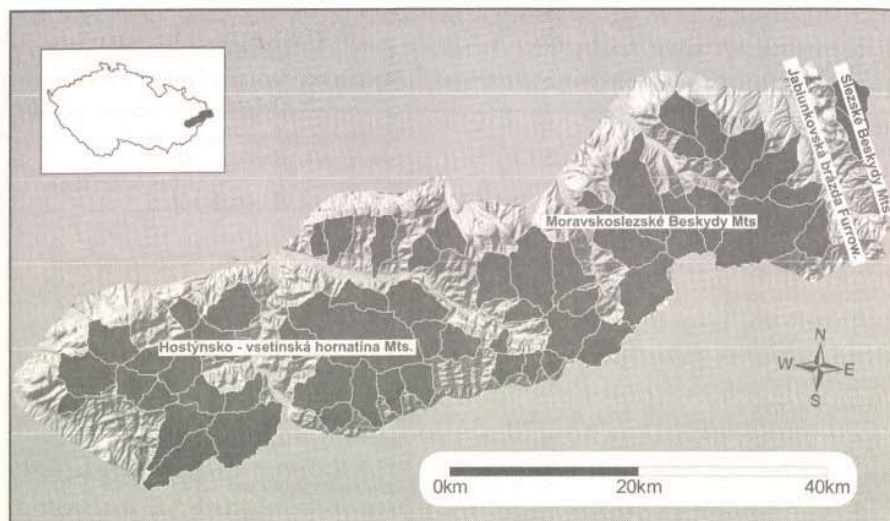 Slezské Beskydy Mts
Jablunkovská brázda Furrow.
Moravskoslezské Beskydy Mts
Hostýnsko - vsetínská hornatina Mts.
N
W E
S
0km 20km 40km